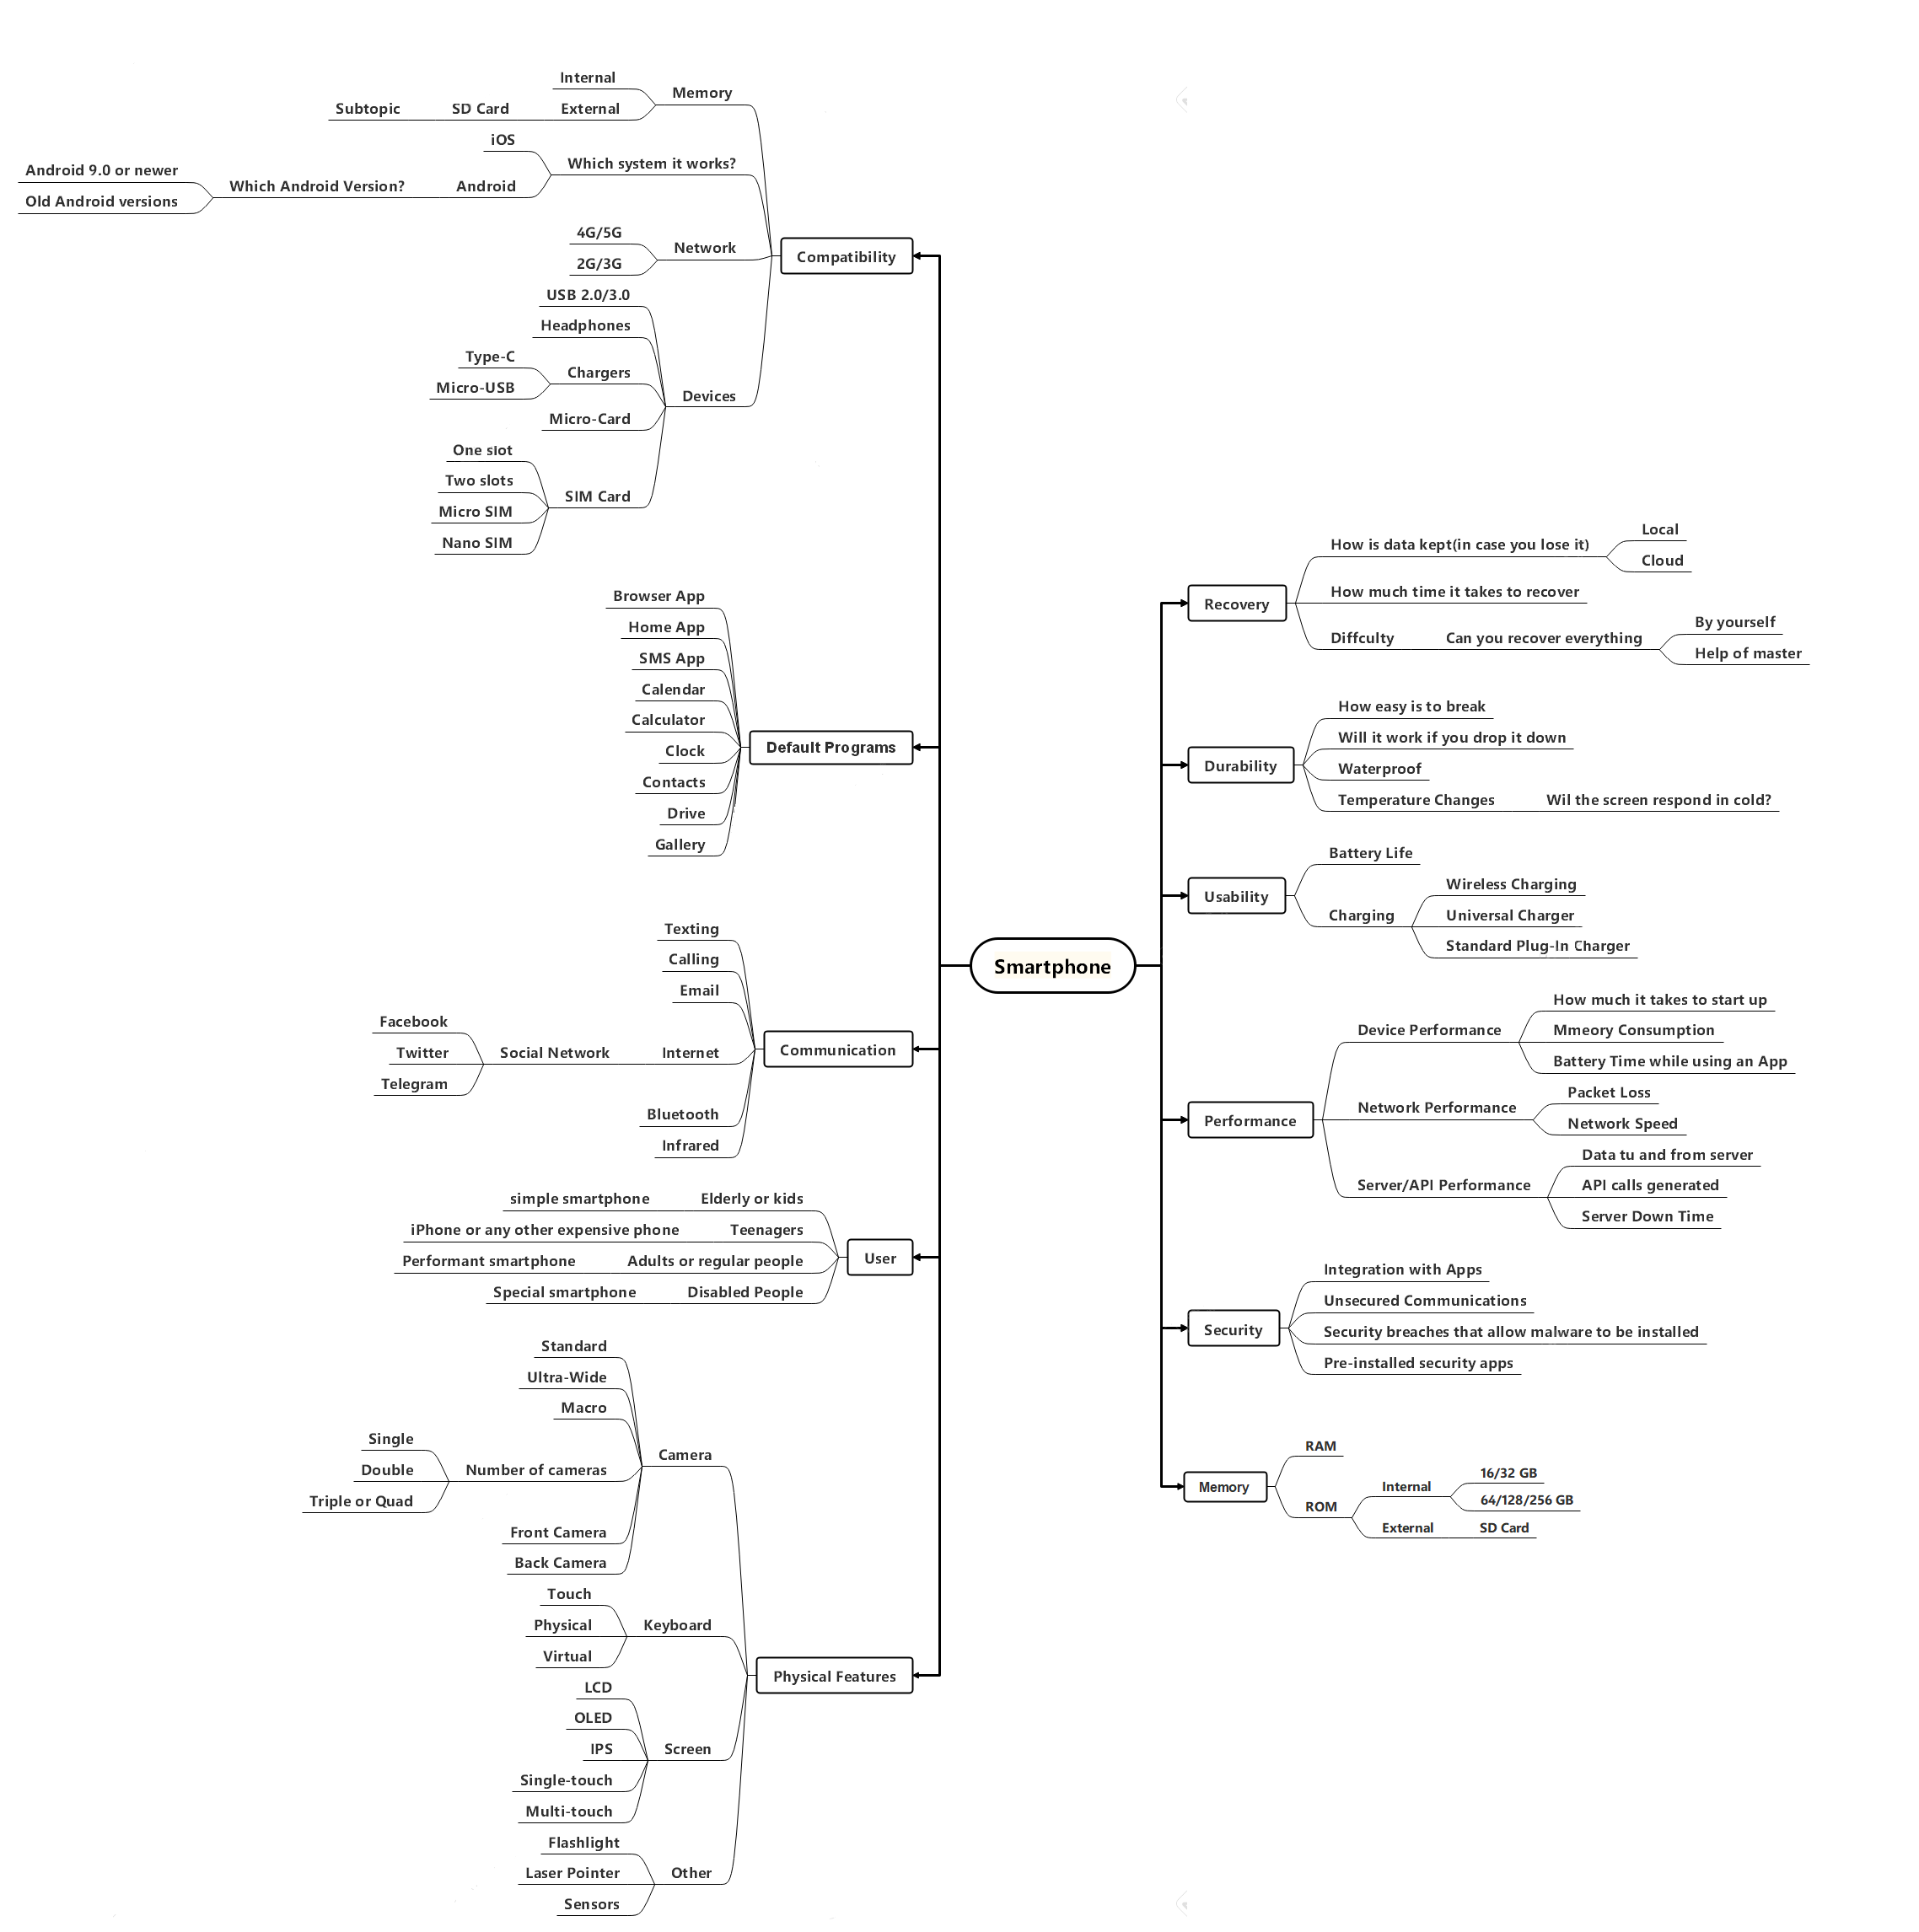 Smartphone
Compatibility
Memory
Internal
External
SD Card
Subtopic
Which system it works?
iOS
Android
Which Android Version?
Android 9.0 or newer
Old Android versions
Network
4G/5G
2G/3G
Devices
USB 2.0/3.0
Headphones
Chargers
Type-C
Micro-USB
Micro-Card
SIM Card
One slot
Two slots
Micro SIM
Nano SIM
Default Programs
Browser App
Home App
SMS App
Calendar
Calculator
Clock
Contacts
Drive
Gallery
Communication
Texting
Calling
Email
Internet
Social Network
Facebook
Twitter
Telegram
Bluetooth
Infrared
User
Elderly or kids
simple smartphone
Teenagers
iPhone or any other expensive phone
Adults or regular people
Performant smartphone
Disabled People
Special smartphone
Physical Features
Camera
Standard
Ultra-Wide
Macro
Number of cameras
Single
Double
Triple or Quad
Front Camera
Back Camera
Keyboard
Touch
Physical
Virtual
Screen
LCD
OLED
IPS
Single-touch
Multi-touch
Other
Flashlight
Laser Pointer
Sensors
Recovery
How is data kept(in case you lose it)
Local
Cloud
How much time it takes to recover
Diffculty
Can you recover everything
By yourself
Help of master
Durability
How easy is to break
Will it work if you drop it down
Waterproof
Temperature Changes
Wil the screen respond in cold?
Usability
Battery Life
Charging
Wireless Charging
Universal Charger
Standard Plug-In Charger
Performance
Device Performance
How much it takes to start up
Mmeory Consumption
Battery Time while using an App
Network Performance
Packet Loss
Network Speed
Server/API Performance
Data tu and from server
API calls generated
Server Down Time
Security
Integration with Apps
Unsecured Communications
Security breaches that allow malware to be installed
Pre-installed security apps
Memory
RAM
ROM
Internal
16/32 GB
64/128/256 GB
External
SD Card